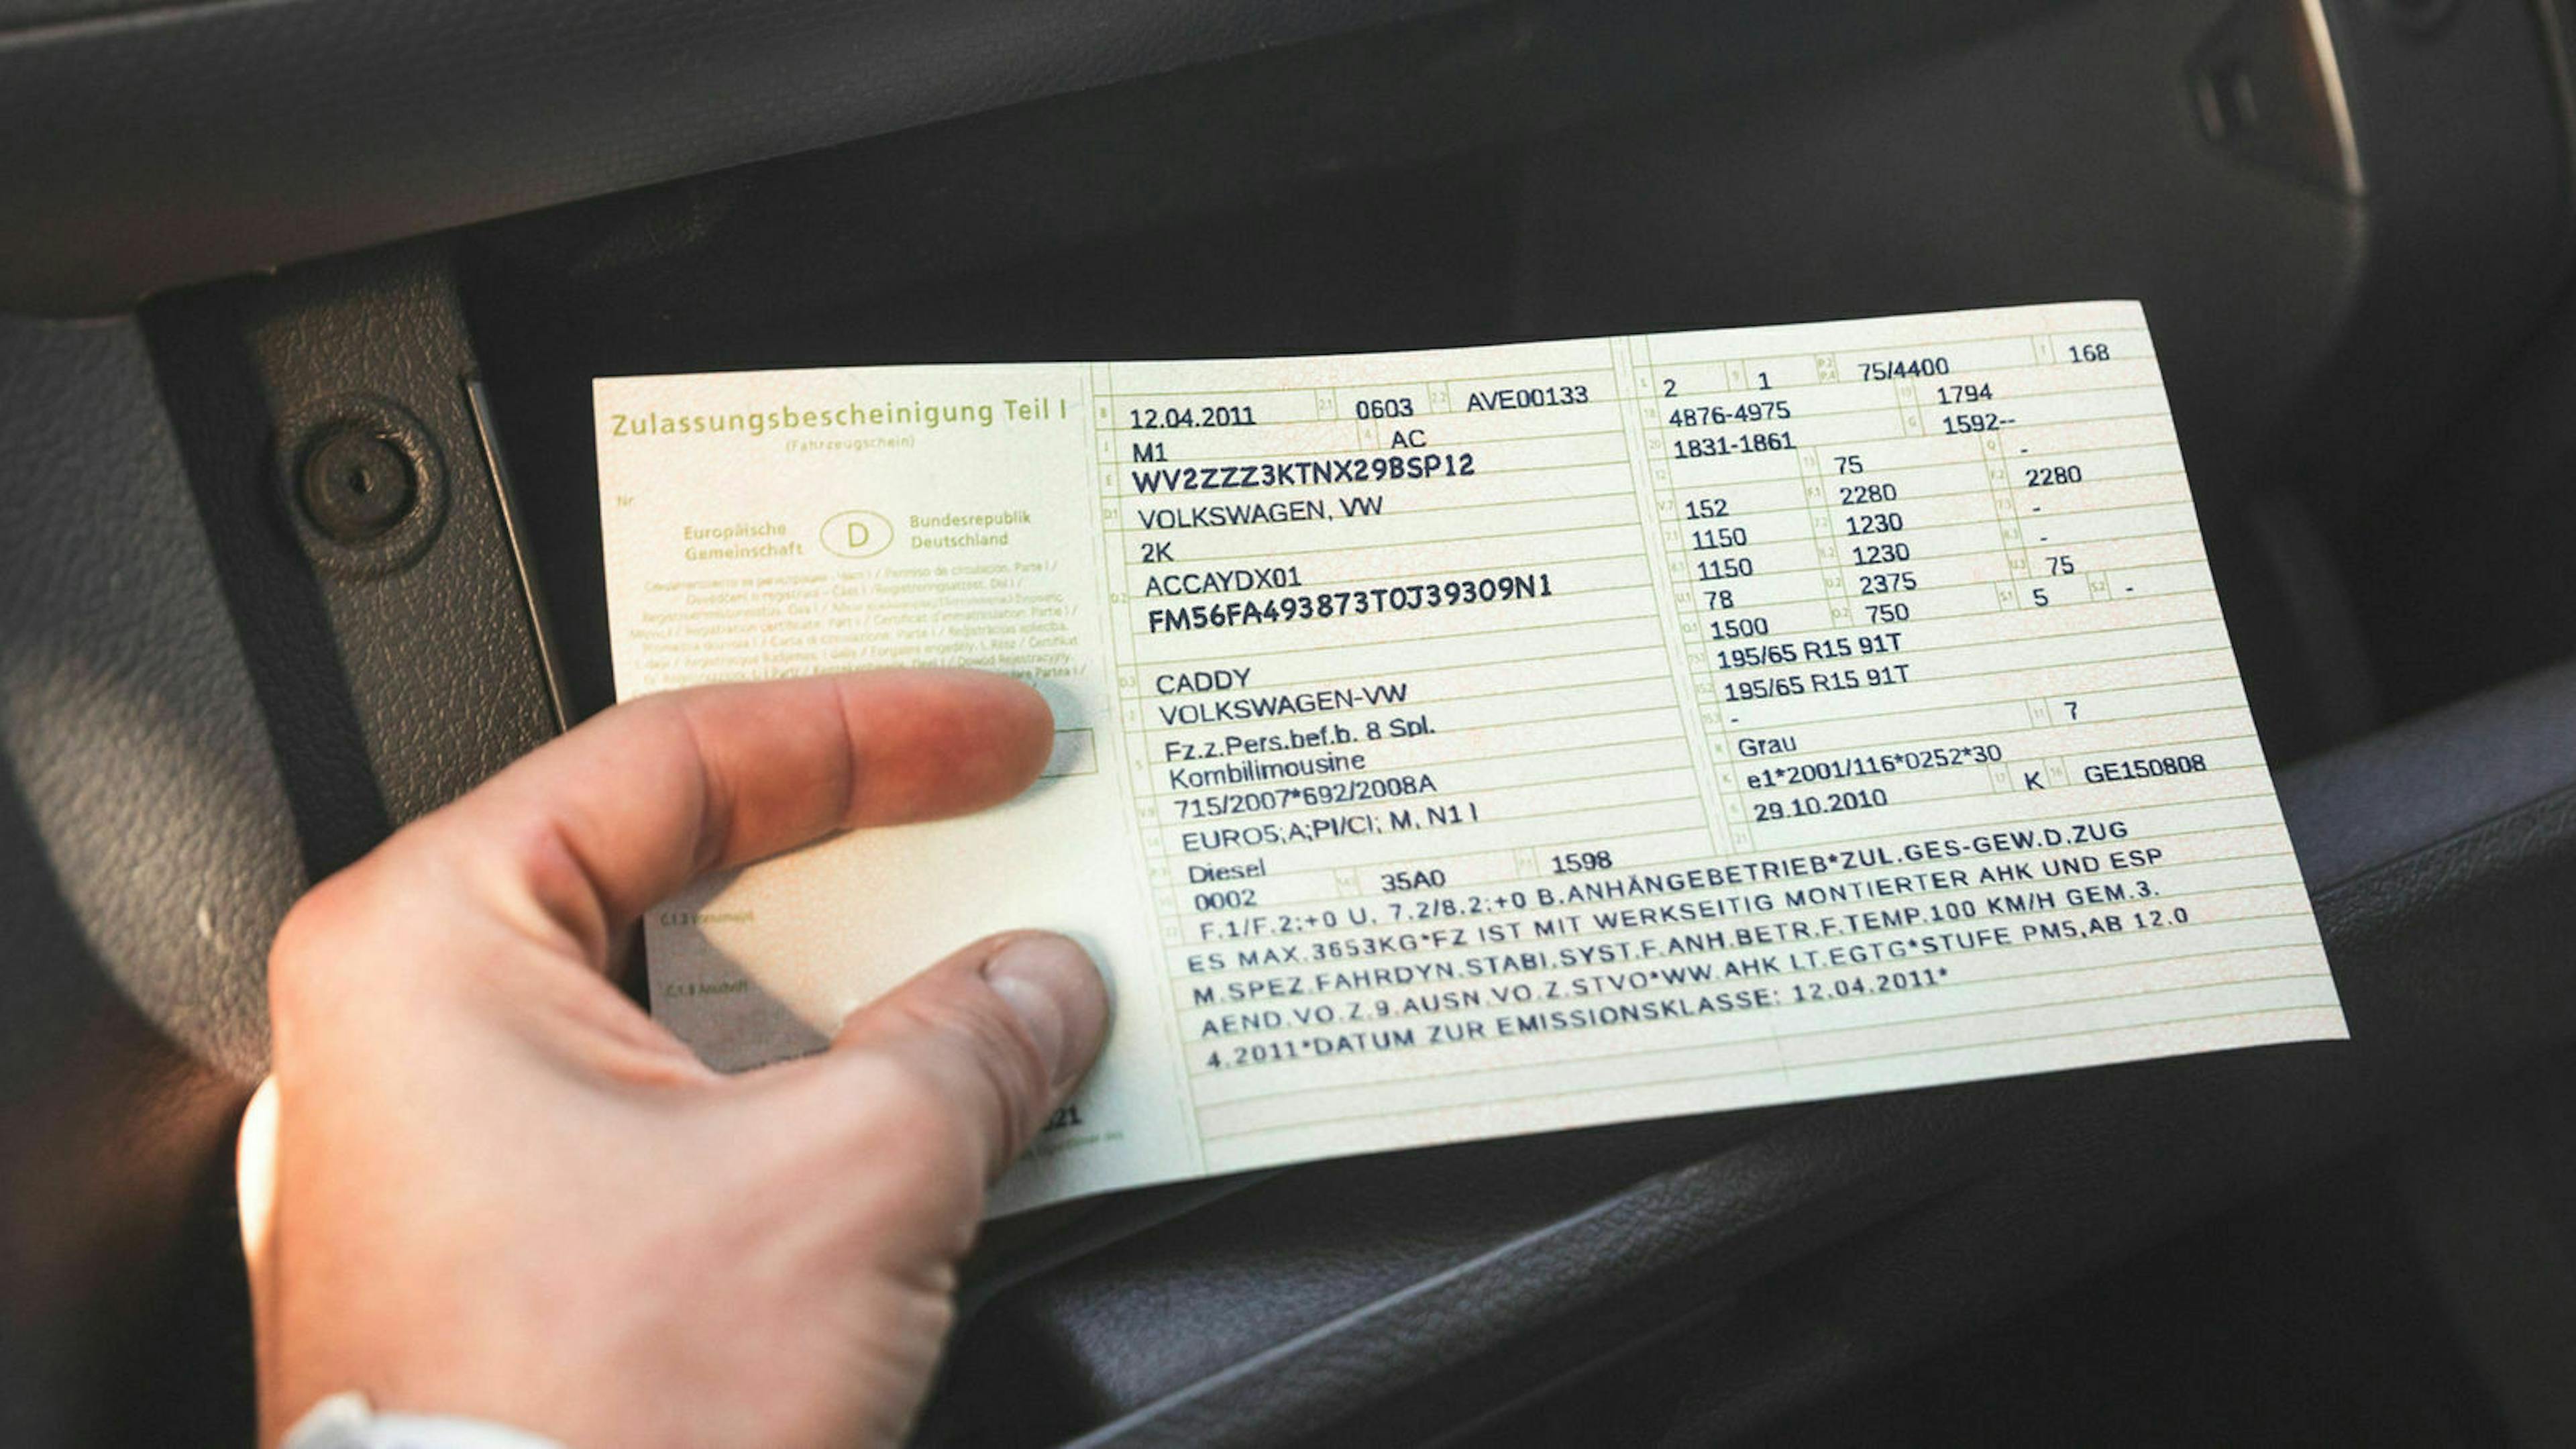 Zulassungsbescheinigung Teil I
(Fahrzeugschein)
Nr.
Europäische
Gemeinschaft
D
Bundesrepublik
Deutschland
C.1.3 Anschrift
21
12.04.2011 0603 AVE00133
M1 AC
WV2ZZZ3KTNX29BSP12
VOLKSWAGEN, VW
2K
ACCAYDX01
FM56FA493873T0J39309N1
CADDY
VOLKSWAGEN-VW
Fz.z.Pers.bef.b. 8 Spl.
Kombilimousine
715/2007*692/2008A
EURO5;A;PI/CI; M, N1 I
Diesel
0002 35A0 1598
2 1 75/4400 168
4876-4975 1794
1831-1861 1592--
75 -
152 2280 2280
1150 1230 -
1150 1230 -
78 2375 75
1500 750 5 -
195/65 R15 91T
195/65 R15 91T
-
Grau 7
e1*2001/116*0252*30
29.10.2010 K GE150808
F.1/F.2:+0 U. 7.2/8.2:+0 B.ANHÄNGEBETRIEB*ZUL.GES-GEW.D.ZUG
ES MAX.3653KG*FZ IST MIT WERKSEITIG MONTIERTER AHK UND ESP
M.SPEZ.FAHRDYN.STABI.SYST.F.ANH.BETR.F.TEMP.100 KM/H GEM.3.
AEND.VO.Z.9.AUSN.VO.Z.STVO*WW.AHK LT.EGTG*STUFE PM5,AB 12.0
4.2011*DATUM ZUR EMISSIONSKLASSE: 12.04.2011*